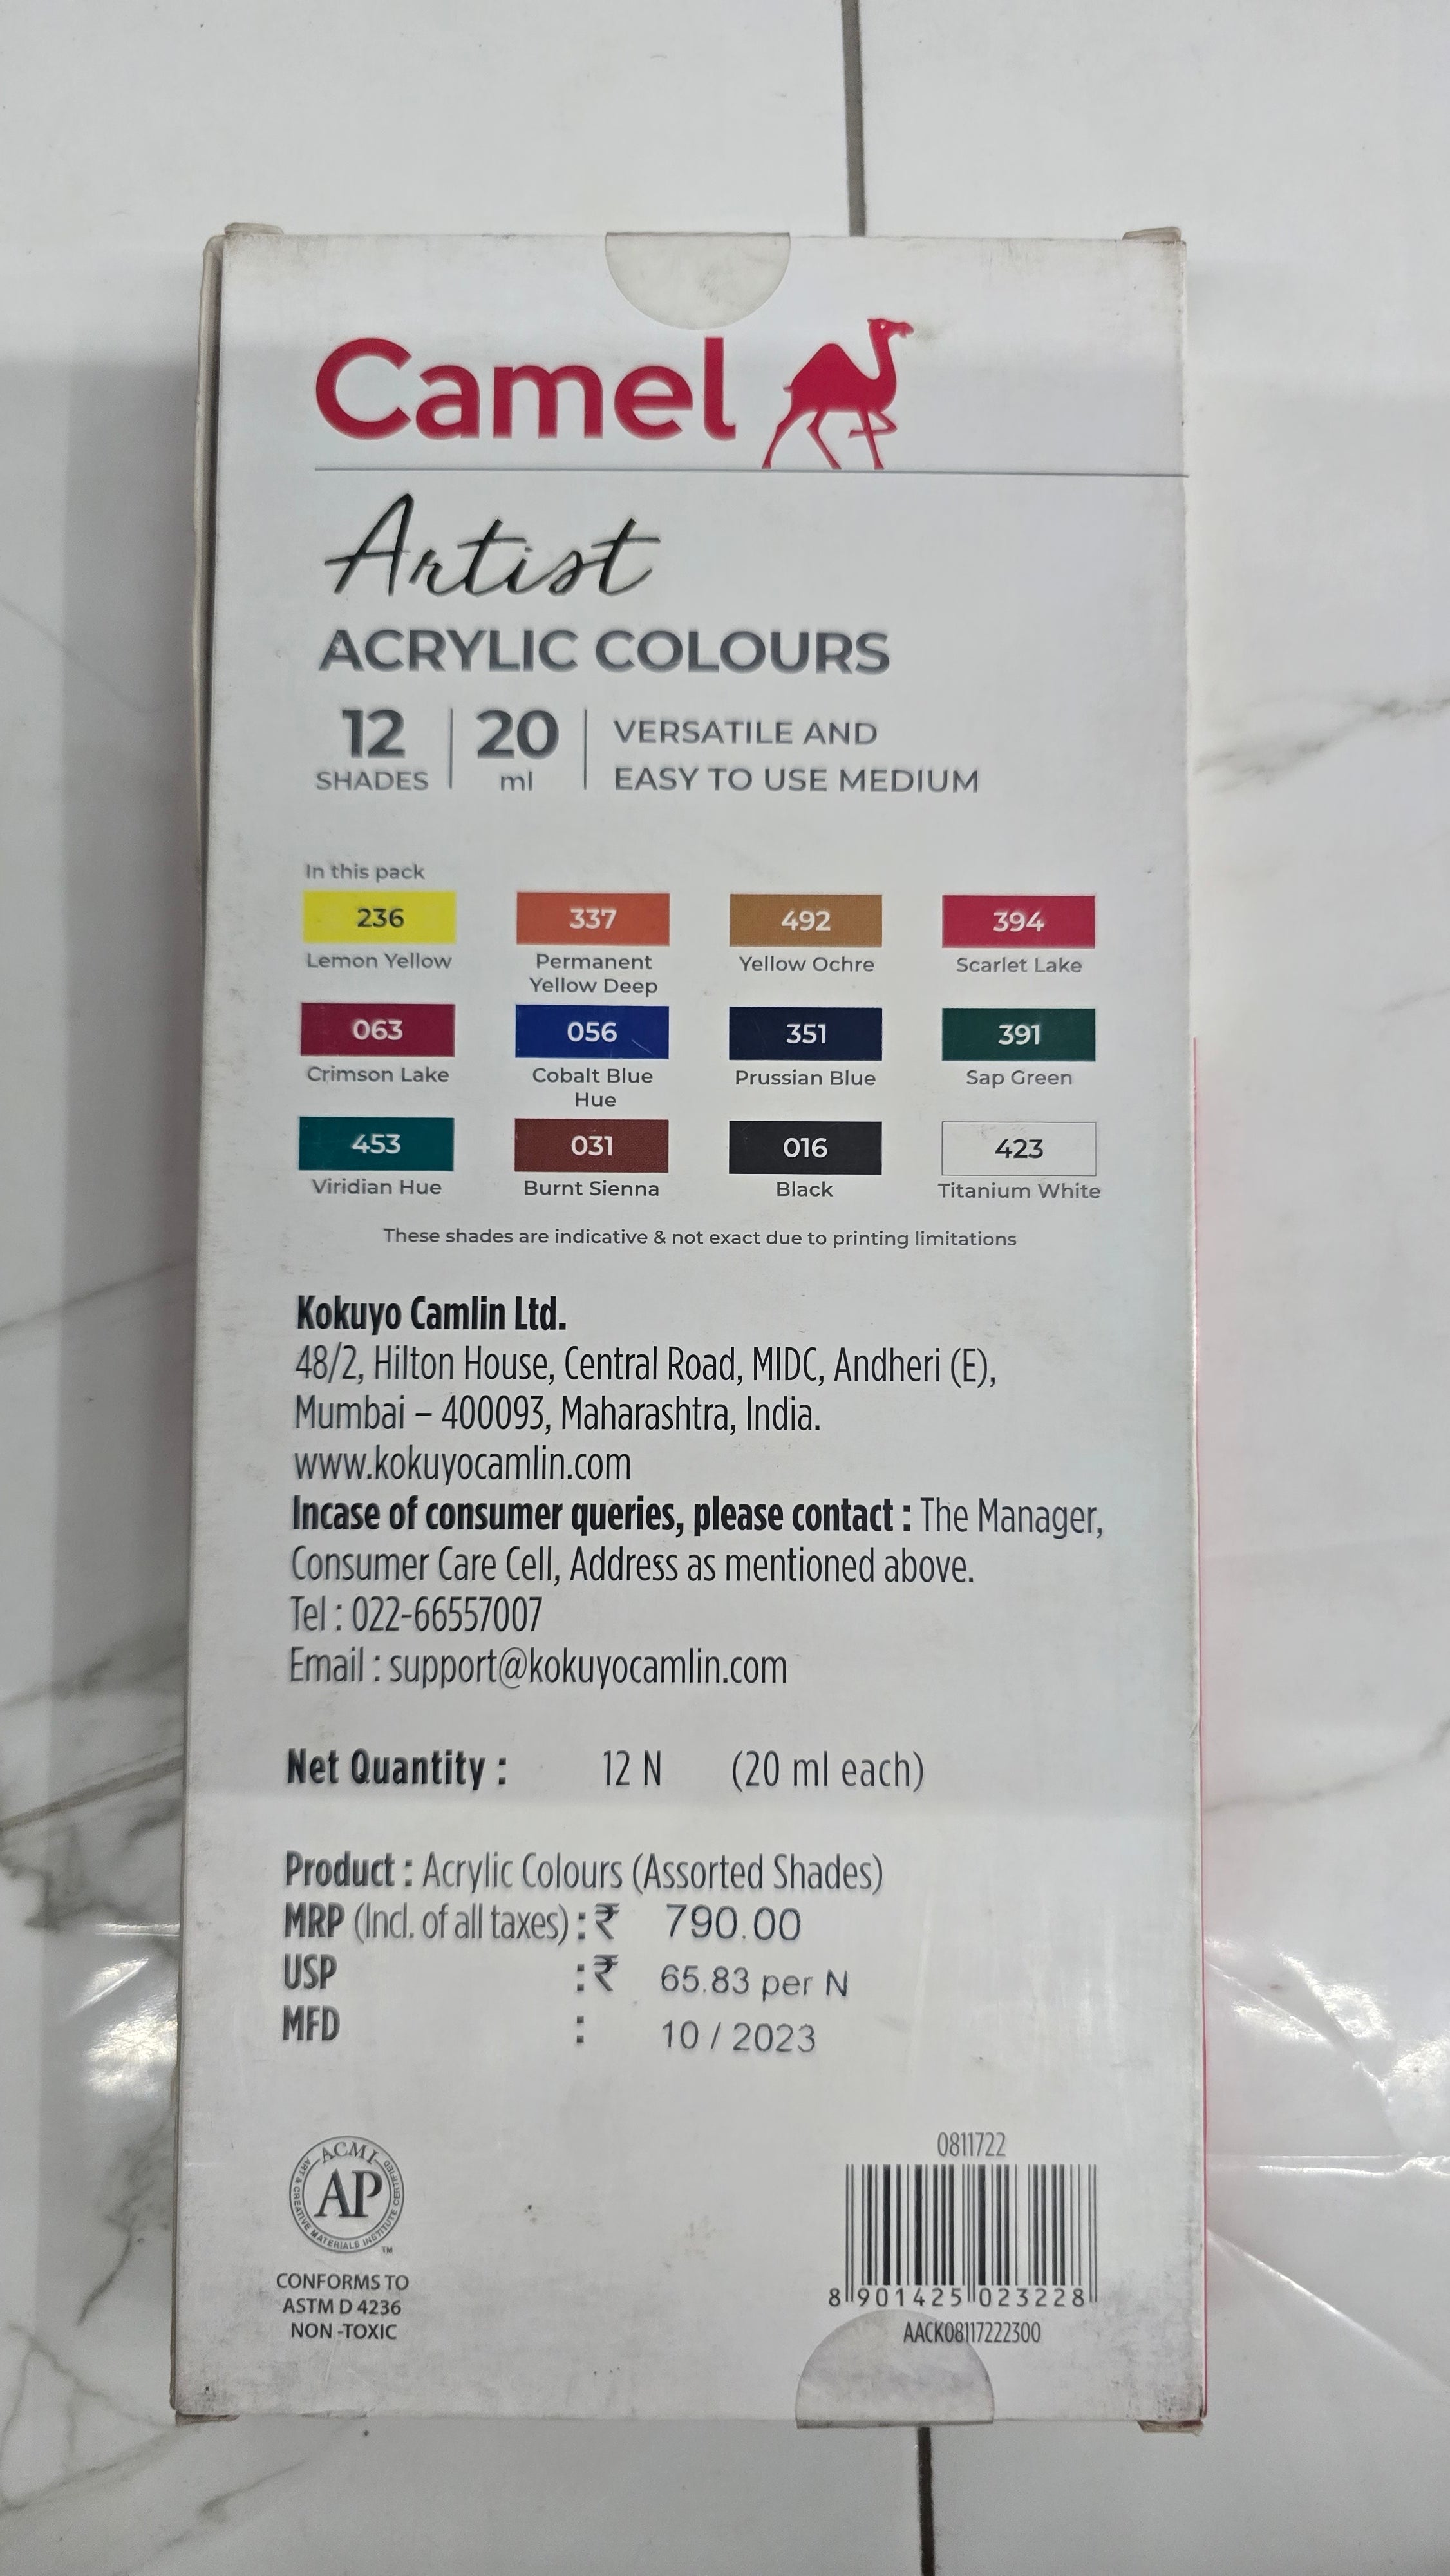 Camel
Artist
ACRYLIC COLOURS
12 SHADES
20 ml
VERSATILE AND
EASY TO USE MEDIUM
In this pack
236 337 492 394
Lemon Yellow Permanent Yellow Deep Yellow Ochre Scarlet Lake
063 056 351 391
Crimson Lake Cobalt Blue Hue Prussian Blue Sap Green
453 031 016 423
Viridian Hue Burnt Sienna Black Titanium White
These shades are indicative & not exact due to printing limitations
Kokuyo Camlin Ltd.
48/2, Hilton House, Central Road, MIDC, Andheri (E),
Mumbai – 400093, Maharashtra, India.
www.kokuyocamlin.com
Incase of consumer queries, please contact : The Manager,
Consumer Care Cell, Address as mentioned above.
Tel : 022-66557007
Email : support@kokuyocamlin.com
Net Quantity : 12 N (20 ml each)
Product : Acrylic Colours (Assorted Shades)
MRP (Incl. of all taxes) : ₹ 790.00
USP : ₹ 65.83 per N
MFD : 10 / 2023
ACMI
AP
ART & CREATIVE MATERIALS INSTITUTE CERTIFIED
TM
CONFORMS TO
ASTM D 4236
NON -TOXIC
0811722
8 901425 023228
AACK08117222300